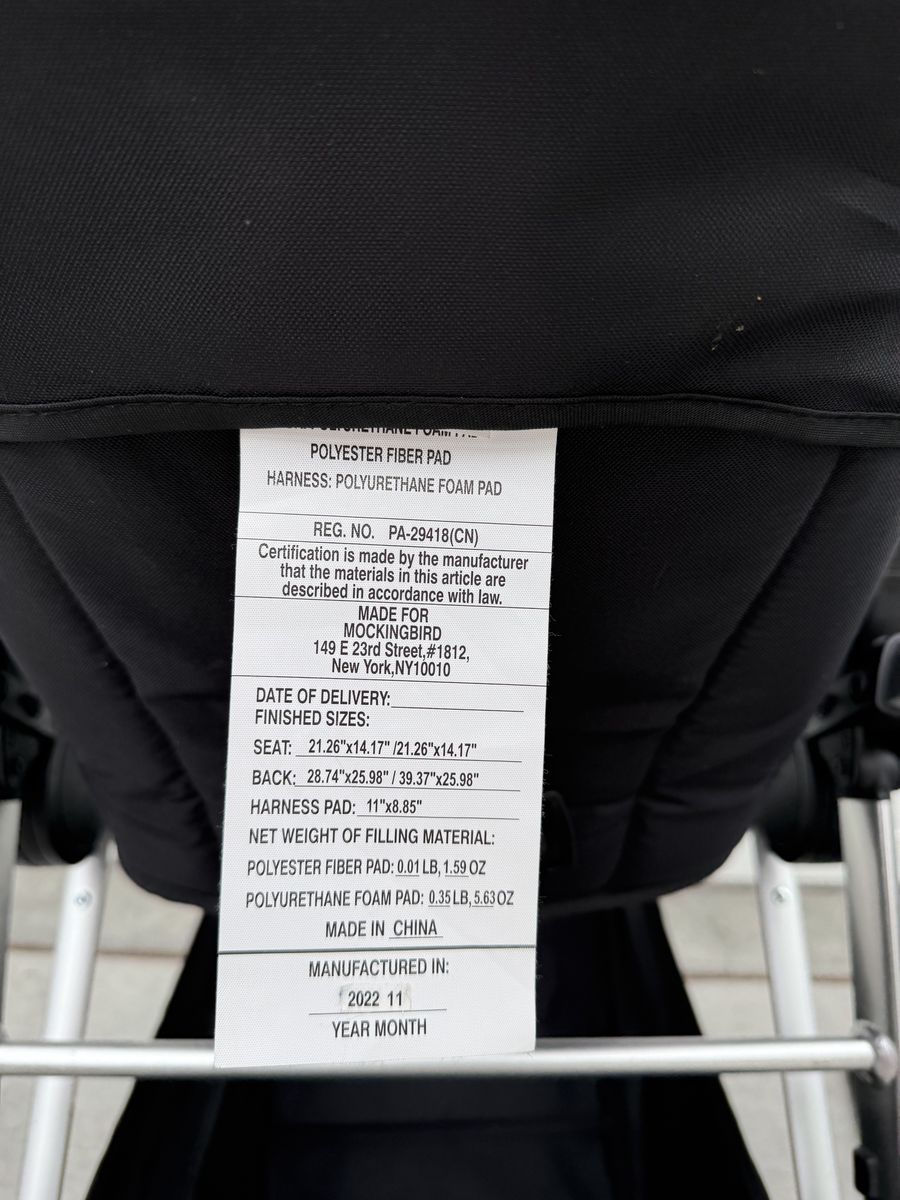 POLYURETHANE FOAM PAD
POLYESTER FIBER PAD
HARNESS: POLYURETHANE FOAM PAD
REG. NO. PA-29418(CN)
Certification is made by the manufacturer
that the materials in this article are
described in accordance with law.
MADE FOR
MOCKINGBIRD
149 E 23rd Street,#1812,
New York,NY10010
DATE OF DELIVERY:
FINISHED SIZES:
SEAT: 21.26"x14.17" /21.26"x14.17"
BACK: 28.74"x25.98" / 39.37"x25.98"
HARNESS PAD: 11"x8.85"
NET WEIGHT OF FILLING MATERIAL:
POLYESTER FIBER PAD: 0.01 LB, 1.59 OZ
POLYURETHANE FOAM PAD: 0.35 LB, 5.63 OZ
MADE IN CHINA
MANUFACTURED IN:
2022 11
YEAR MONTH